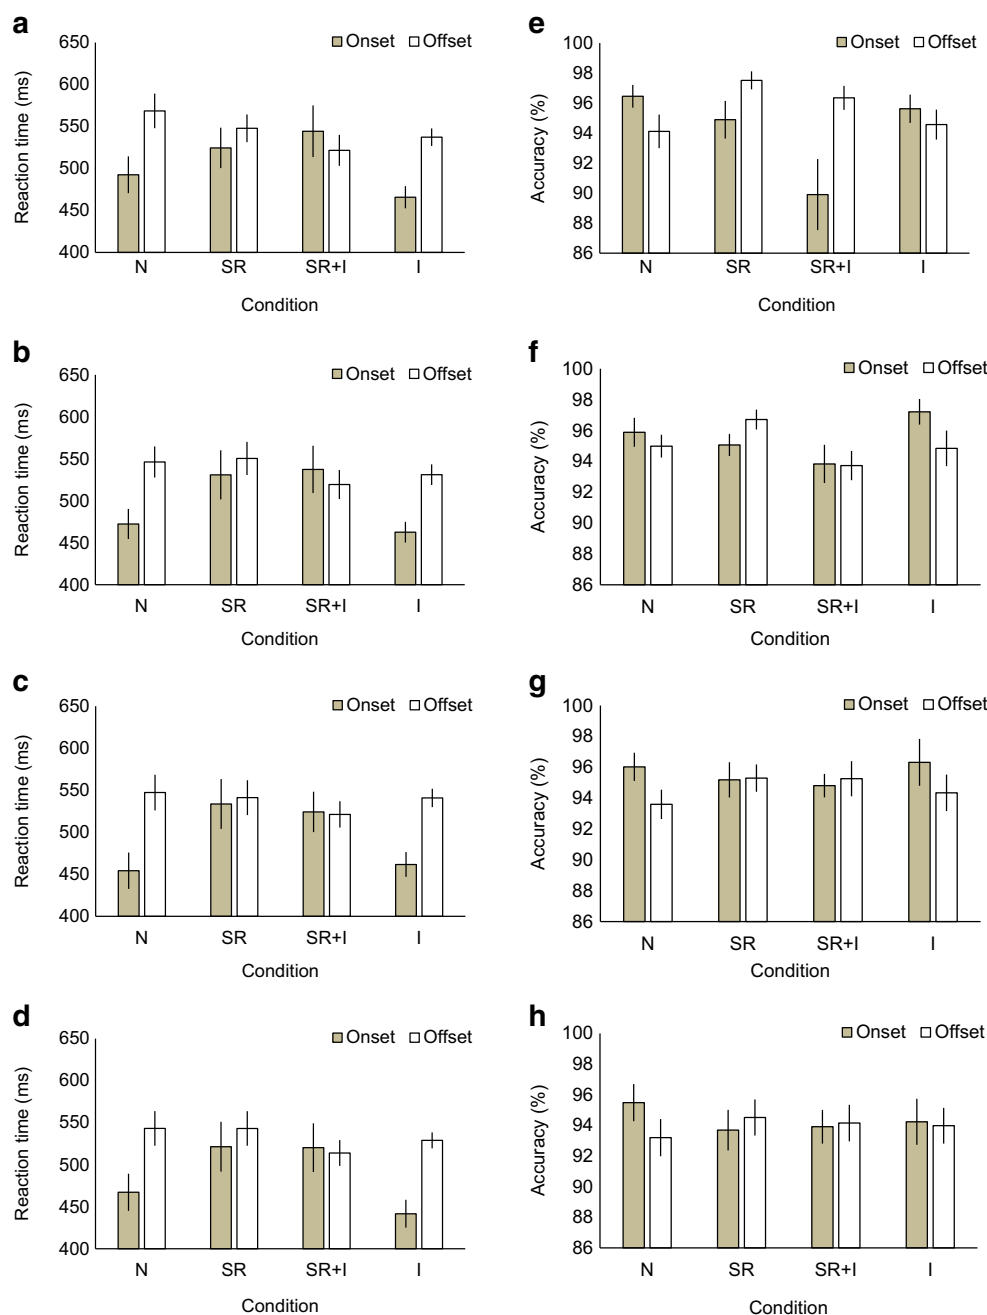 a
Onset Offset
Reaction time (ms)
650
600
550
500
450
400
N SR SR+I I
Condition
e
Onset Offset
Accuracy (%)
100
98
96
94
92
90
88
86
N SR SR+I I
Condition
b
Onset Offset
Reaction time (ms)
650
600
550
500
450
400
N SR SR+I I
Condition
f
Onset Offset
Accuracy (%)
100
98
96
94
92
90
88
86
N SR SR+I I
Condition
c
Onset Offset
Reaction time (ms)
650
600
550
500
450
400
N SR SR+I I
Condition
g
Onset Offset
Accuracy (%)
100
98
96
94
92
90
88
86
N SR SR+I I
Condition
d
Onset Offset
Reaction time (ms)
650
600
550
500
450
400
N SR SR+I I
Condition
h
Onset Offset
Accuracy (%)
100
98
96
94
92
90
88
86
N SR SR+I I
Condition